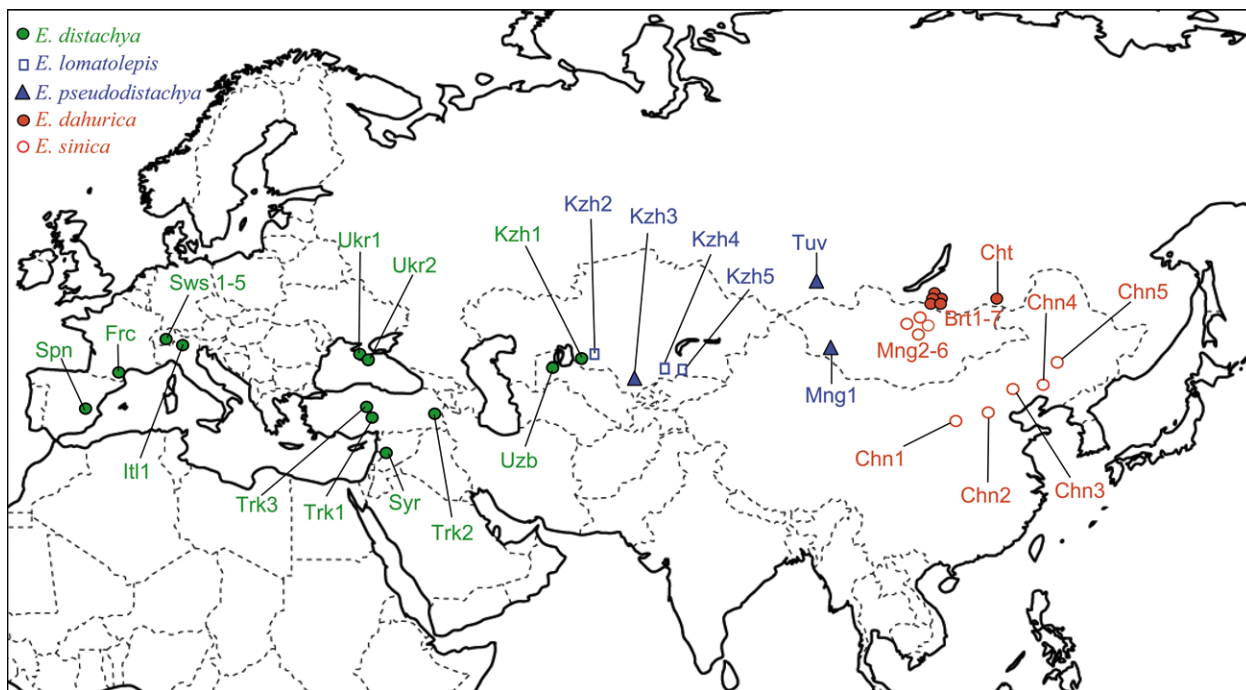 E. distachya
E. lomatolepis
E. pseudodistachya
E. dahurica
E. sinica
Kzh2
Kzh3
Kzh1
Ukr1
Kzh4
Tuv
Cht
Ukr2
Kzh5
Sws 1-5
Chn4
Chn5
Frc
Brt1-7
Spn
Mng2-6
Mng1
Chn1
Uzb
Itl1
Trk3
Trk1
Syr
Trk2
Chn2
Chn3